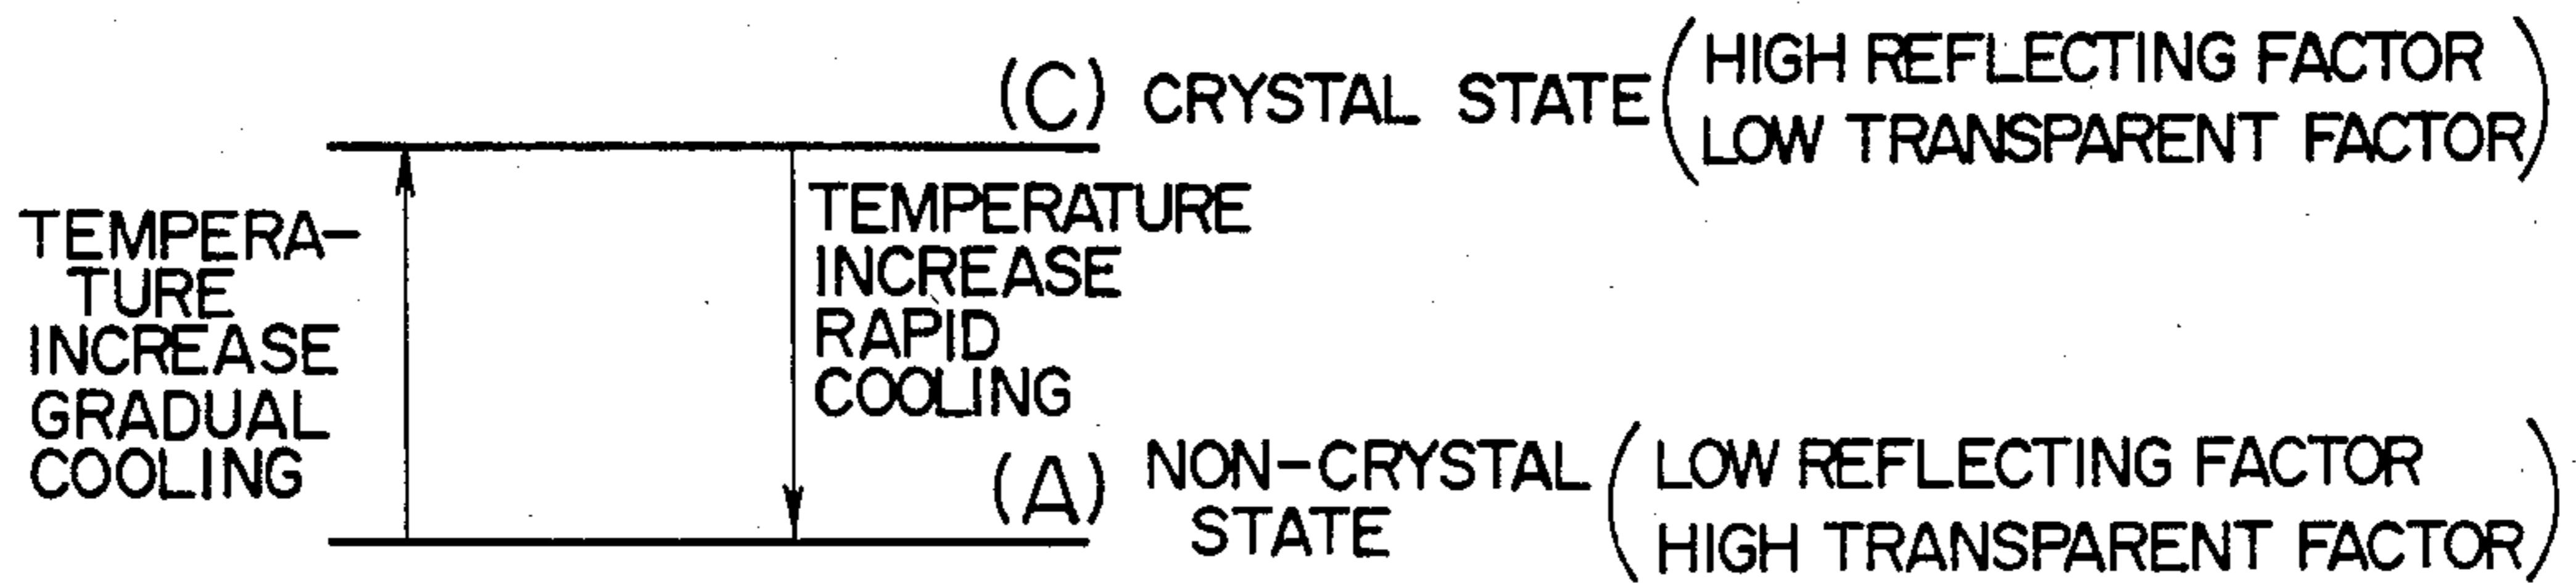 (C) CRYSTAL STATE
HIGH REFLECTING FACTOR
LOW TRANSPARENT FACTOR
TEMPERA-
TURE
INCREASE
GRADUAL
COOLING
TEMPERATURE
INCREASE
RAPID
COOLING
(A) NON-CRYSTAL
STATE
LOW REFLECTING FACTOR
HIGH TRANSPARENT FACTOR